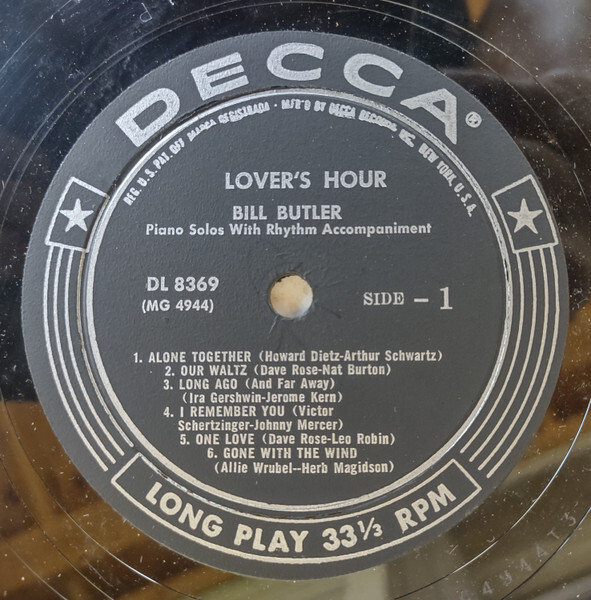 DECCA®
REG. U.S. PAT. OFF. MARCA REGISTRADA • MF'R'D BY DECCA RECORDS, NEW YORK, U.S.A.
LOVER'S HOUR
BILL BUTLER
Piano Solos With Rhythm Accompaniment
DL 8369
(MG 4944)
SIDE – 1
1. ALONE TOGETHER (Howard Dietz-Arthur Schwartz)
2. OUR WALTZ (Dave Rose-Nat Burton)
3. LONG AGO (And Far Away)
(Ira Gershwin-Jerome Kern)
4. I REMEMBER YOU (Victor
Schertzinger-Johnny Mercer)
5. ONE LOVE (Dave Rose-Leo Robin)
6. GONE WITH THE WIND
(Allie Wrubel--Herb Magidson)
LONG PLAY 33⅓ RPM